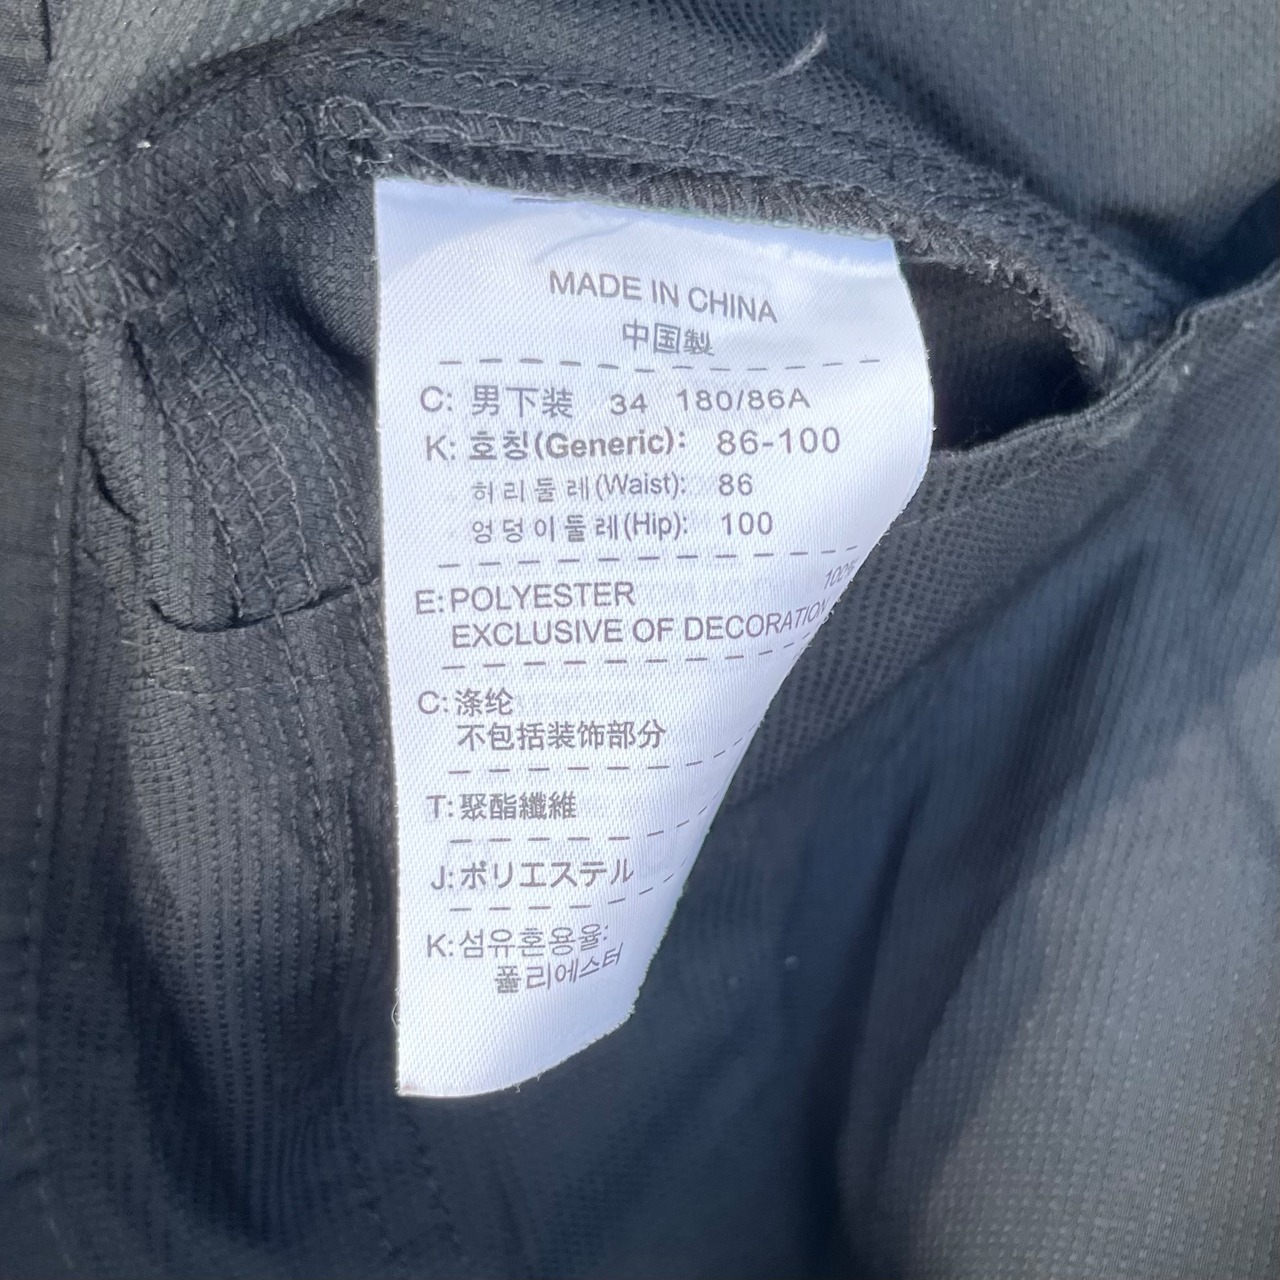 MADE IN CHINA
中国製
C: 男下装 34 180/86A
K: 호칭(Generic): 86-100
허리둘레(Waist): 86
엉덩이둘레(Hip): 100
E: POLYESTER 100%
EXCLUSIVE OF DECORATION
C: 涤纶
不包括装饰部分
T: 聚酯纖維
J: ポリエステル
K: 섬유혼용율:
폴리에스터